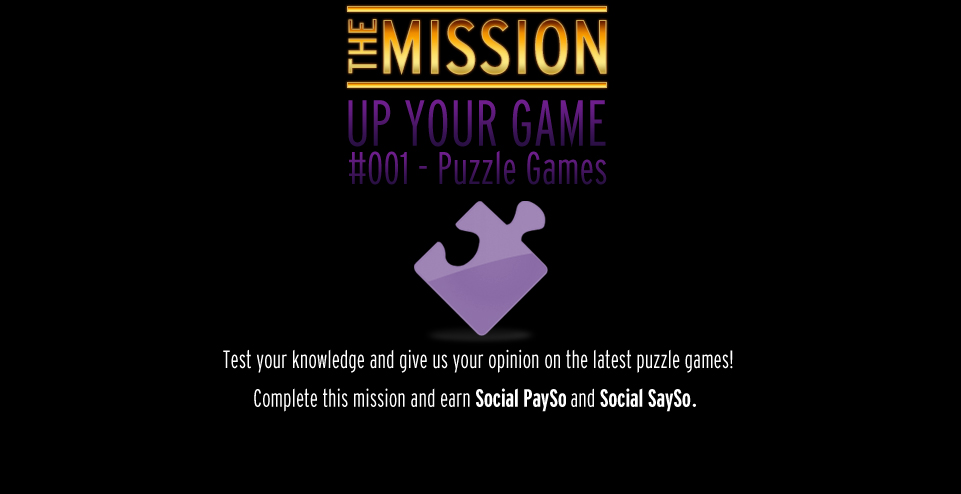 THE MISSION
UP YOUR GAME
#001 - Puzzle Games
Test your knowledge and give us your opinion on the latest puzzle games!
Complete this mission and earn Social PaySo and Social SaySo.